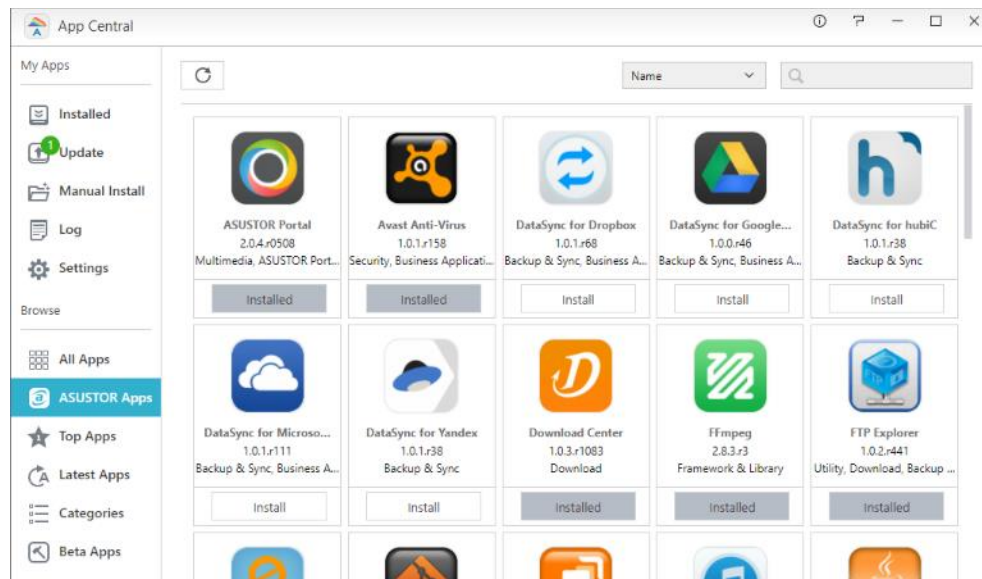 App Central
My Apps
Installed
1
Update
Manual Install
Log
Settings
Browse
All Apps
ASUSTOR Apps
Top Apps
Latest Apps
Categories
Beta Apps
Name
ASUSTOR Portal
2.0.4.r0508
Multimedia, ASUSTOR Port...
Installed
Avast Anti-Virus
1.0.1.r158
Security, Business Applicati...
Installed
DataSync for Dropbox
1.0.1.r68
Backup & Sync, Business A...
Install
DataSync for Google...
1.0.0.r46
Backup & Sync, Business A...
Install
DataSync for hubiC
1.0.1.r38
Backup & Sync
Install
DataSync for Microso...
1.0.1.r111
Backup & Sync, Business A...
Install
DataSync for Yandex
1.0.1.r38
Backup & Sync
Install
Download Center
1.0.3.r1083
Download
Installed
FFmpeg
2.8.3.r3
Framework & Library
Installed
FTP Explorer
1.0.2.r441
Utility, Download, Backup ...
Installed